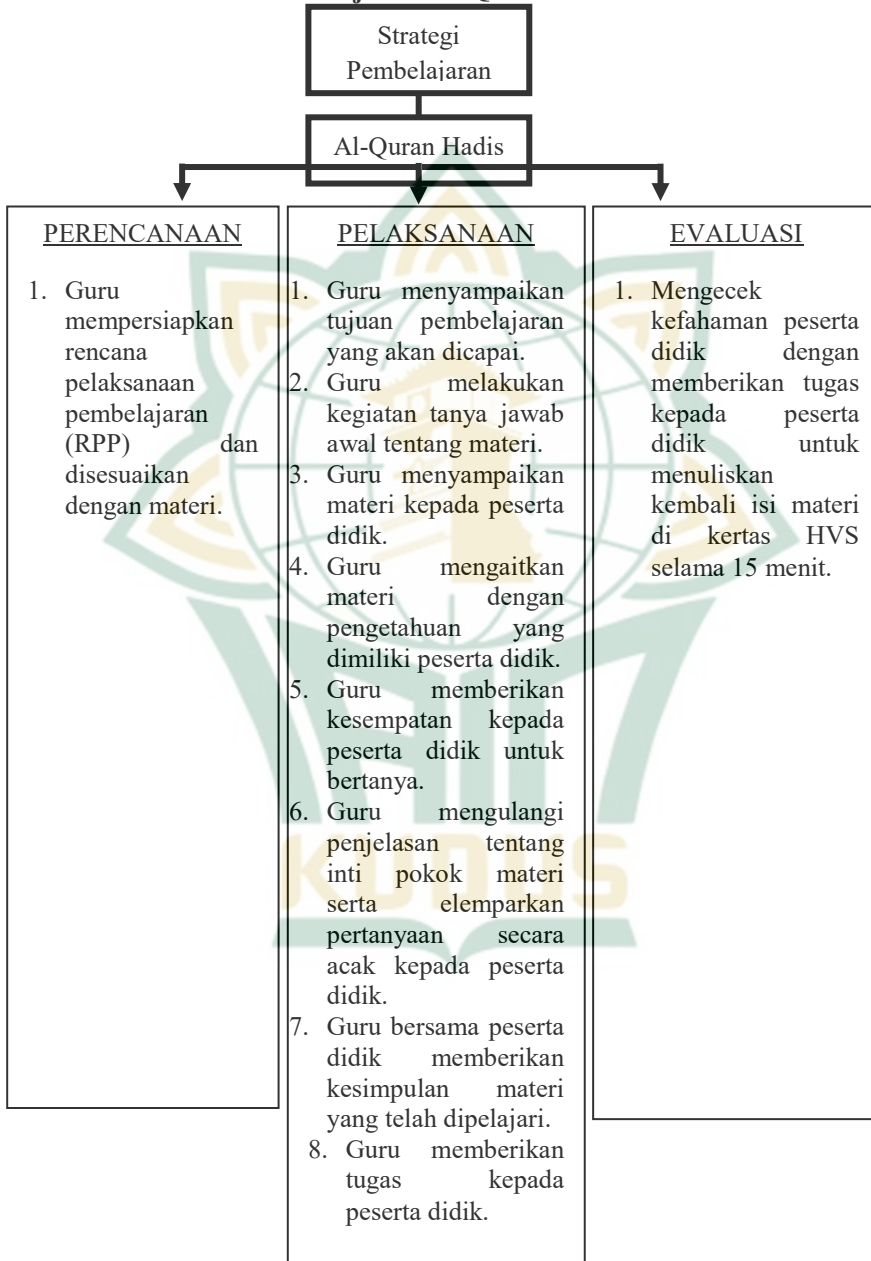 Strategi
Pembelajaran
Al-Quran Hadis
PERENCANAAN
1. Guru
mempersiapkan
rencana
pelaksanaan
pembelajaran
(RPP) dan
disesuaikan
dengan materi.
PELAKSANAAN
1. Guru menyampaikan
tujuan pembelajaran
yang akan dicapai.
2. Guru melakukan
kegiatan tanya jawab
awal tentang materi.
3. Guru menyampaikan
materi kepada peserta
didik.
4. Guru mengaitkan
materi dengan
pengetahuan yang
dimiliki peserta didik.
5. Guru memberikan
kesempatan kepada
peserta didik untuk
bertanya.
6. Guru mengulangi
penjelasan tentang
inti pokok materi
serta elemparkan
pertanyaan secara
acak kepada peserta
didik.
7. Guru bersama peserta
didik memberikan
kesimpulan materi
yang telah dipelajari.
8. Guru memberikan
tugas kepada
peserta didik.
EVALUASI
1. Mengecek
kefahaman peserta
didik dengan
memberikan tugas
kepada peserta
didik untuk
menuliskan
kembali isi materi
di kertas HVS
selama 15 menit.
KUDUS